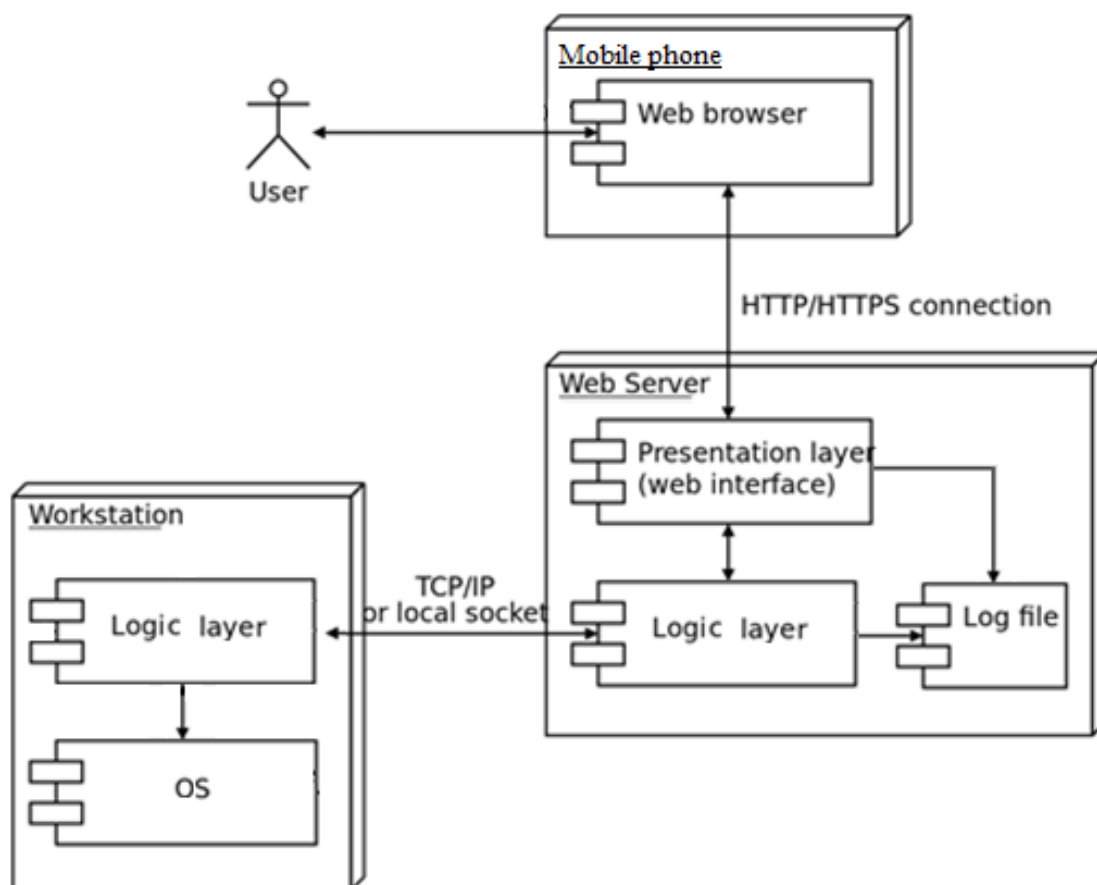 Mobile phone
Web browser
User
HTTP/HTTPS connection
Web Server
Presentation layer
(web interface)
Workstation
TCP/IP
or local socket
Logic layer
Logic layer
Log file
OS